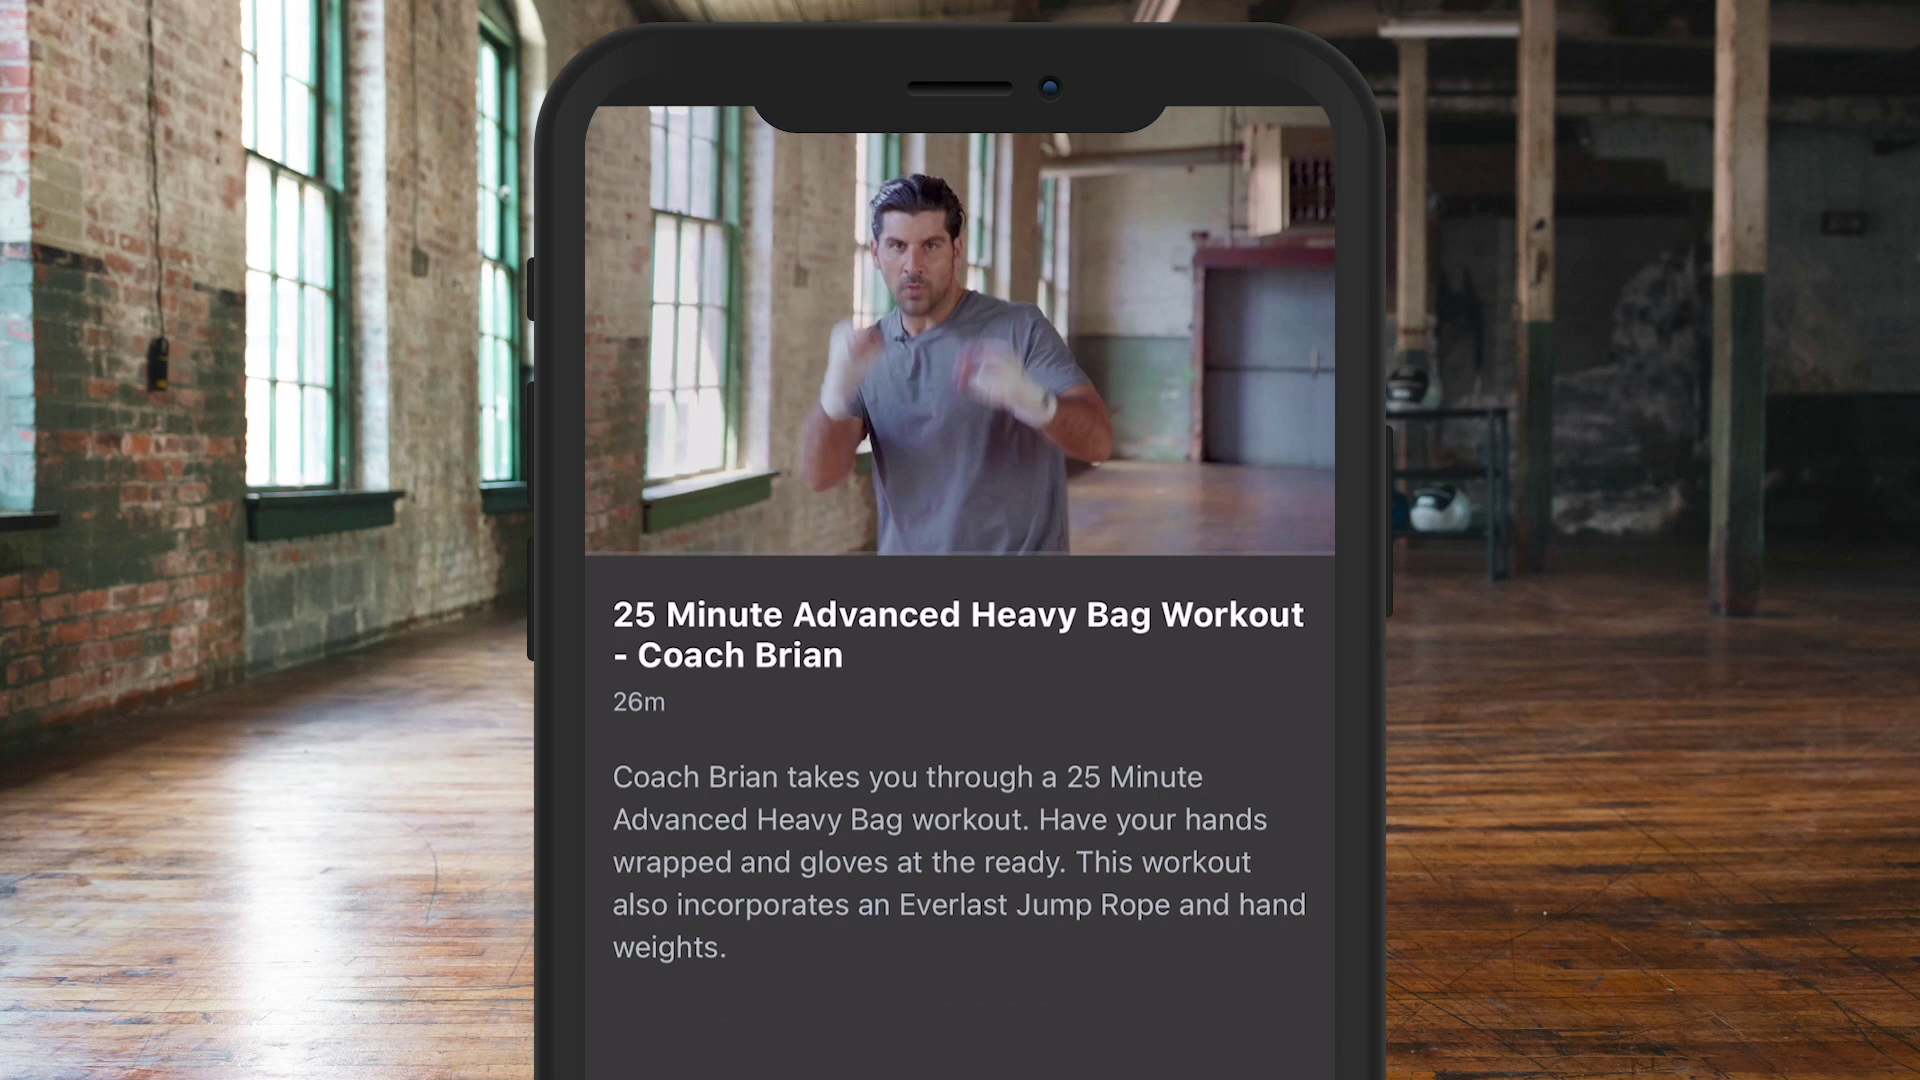 25 Minute Advanced Heavy Bag Workout
- Coach Brian
26m
Coach Brian takes you through a 25 Minute
Advanced Heavy Bag workout. Have your hands
wrapped and gloves at the ready. This workout
also incorporates an Everlast Jump Rope and hand
weights.